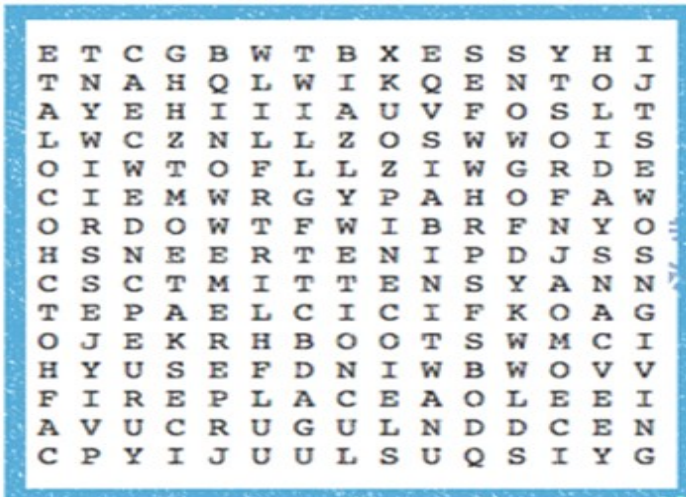 E T C G B W T B X E S S Y H I
T N A H Q L W I K Q E N T O J
A Y E H I I I A U V F O S L T
L W C Z N L L Z O S W W O I S
O I W T O F L L Z I W G R D E
C I E M W R G Y P A H O F A W
O R D O W T F W I B R F N Y O
H S N E E R T E N I P D J S S
C S C T M I T T E N S Y A N N
T E P A E L C I C I F K O A G
O J E K R H B O O T S W M C I
H Y U S E F D N I W B W O V V
F I R E P L A C E A O L E E I
A V U C R U G U L N D D C E N
C P Y I J U U L S U Q S I Y G